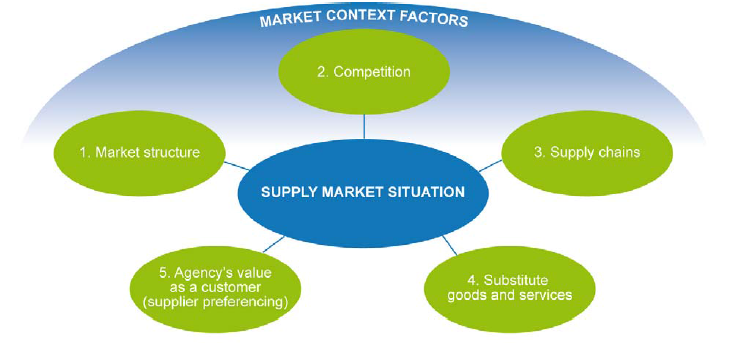 MARKET CONTEXT FACTORS
2. Competition
1. Market structure
3. Supply chains
SUPPLY MARKET SITUATION
5. Agency's value
as a customer
(supplier preferencing)
4. Substitute
goods and services